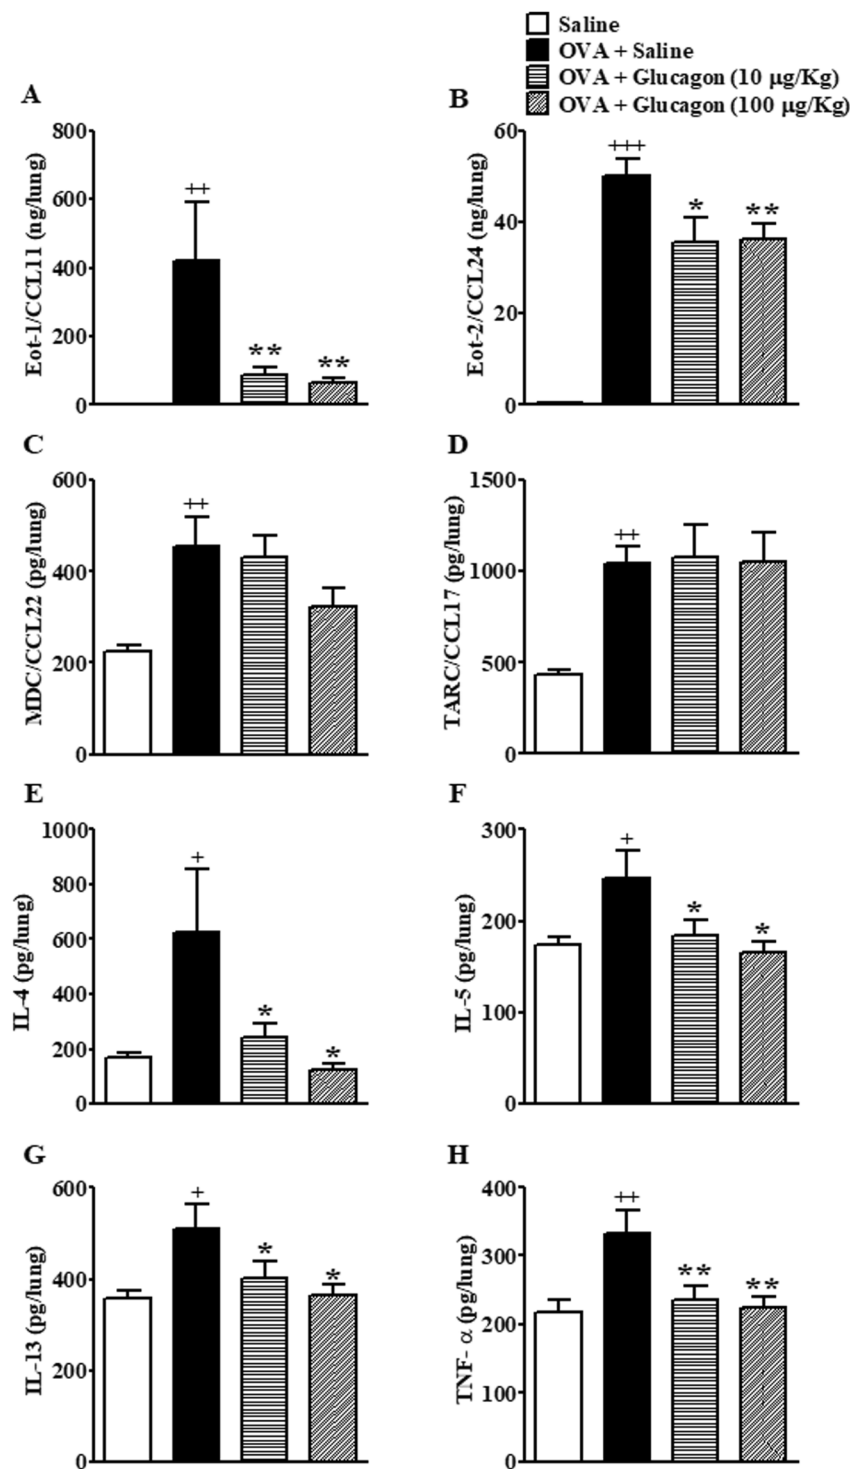 Saline
OVA + Saline
OVA + Glucagon (10 µg/Kg)
OVA + Glucagon (100 µg/Kg)
A
Eot-1/CCL11 (ng/lung)
800
600
400
200
0
++
**
**
B
Eot-2/CCL24 (ng/lung)
60
40
20
0
+++
*
**
C
MDC/CCL22 (pg/lung)
600
400
200
0
++
D
TARC/CCL17 (pg/lung)
1500
1000
500
0
++
E
IL-4 (pg/lung)
1000
800
600
400
200
0
+
*
*
F
IL-5 (pg/lung)
300
200
100
0
+
*
*
G
IL-13 (pg/lung)
600
400
200
0
+
*
*
H
TNF- α (pg/lung)
400
300
200
100
0
++
**
**